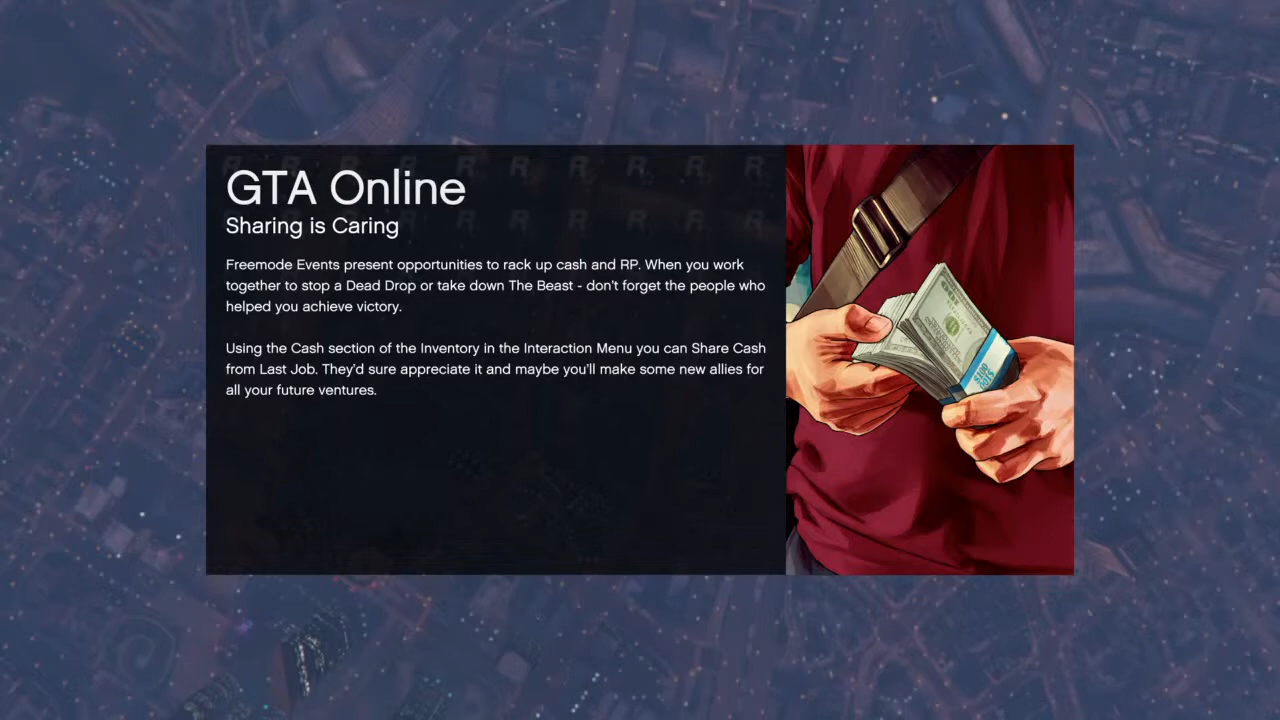 GTA Online
Sharing is Caring
Freemode Events present opportunities to rack up cash and RP. When you work
together to stop a Dead Drop or take down The Beast - don't forget the people who
helped you achieve victory.
Using the Cash section of the Inventory in the Interaction Menu you can Share Cash
from Last Job. They'd sure appreciate it and maybe you'll make some new allies for
all your future ventures.